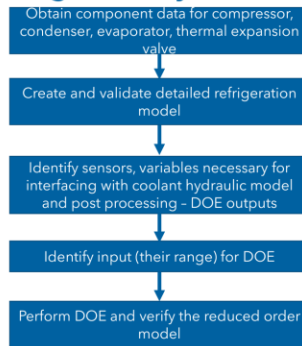 Obtain component data for compressor,
condenser, evaporator, thermal expansion
valve
Create and validate detailed refrigeration
model
Identify sensors, variables necessary for
interfacing with coolant hydraulic model
and post processing – DOE outputs
Identify input (their range) for DOE
Perform DOE and verify the reduced order
model